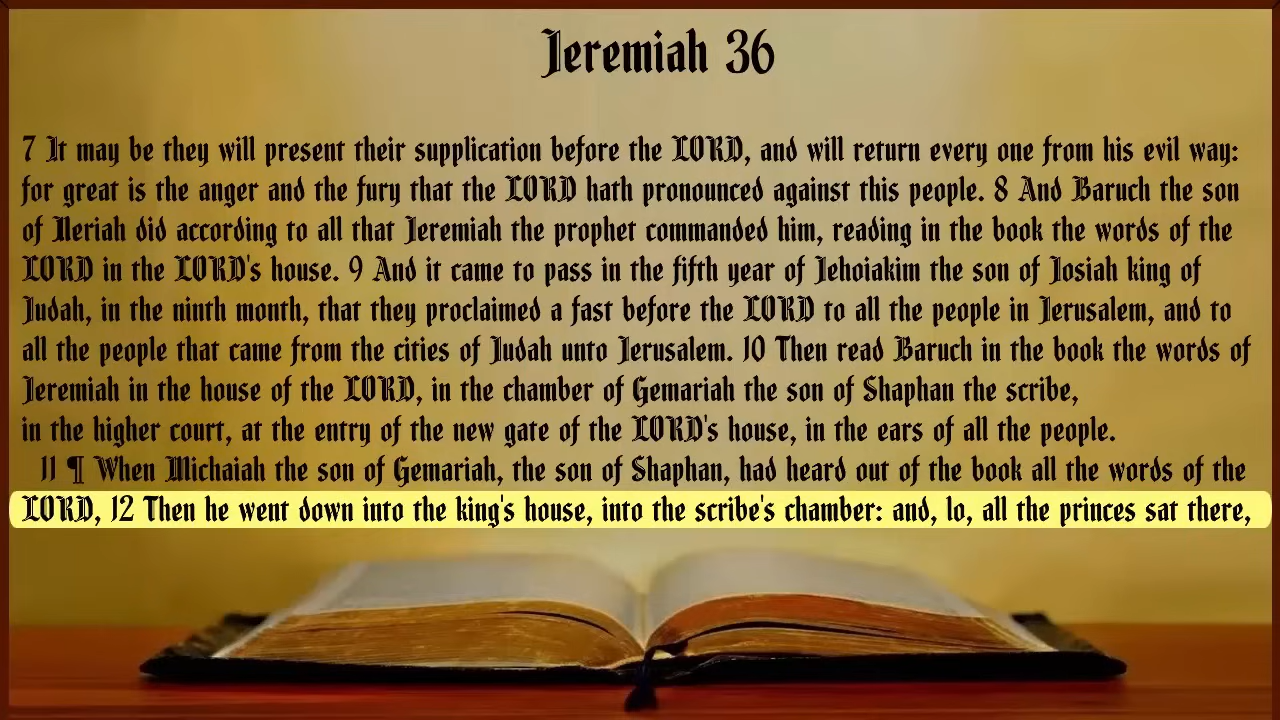 Jeremiah 36
7 It may be they will present their supplication before the LORD, and will return every one from his evil way:
for great is the anger and the fury that the LORD hath pronounced against this people. 8 And Baruch the son
of Neriah did according to all that Jeremiah the prophet commanded him, reading in the book the words of the
LORD in the LORD's house. 9 And it came to pass in the fifth year of Jehoiakim the son of Josiah king of
Judah, in the ninth month, that they proclaimed a fast before the LORD to all the people in Jerusalem, and to
all the people that came from the cities of Judah unto Jerusalem. 10 Then read Baruch in the book the words of
Jeremiah in the house of the LORD, in the chamber of Gemariah the son of Shaphan the scribe,
in the higher court, at the entry of the new gate of the LORD's house, in the ears of all the people.
11 ¶ When Michaiah the son of Gemariah, the son of Shaphan, had heard out of the book all the words of the
LORD, 12 Then he went down into the king's house, into the scribe's chamber: and, lo, all the princes sat there,